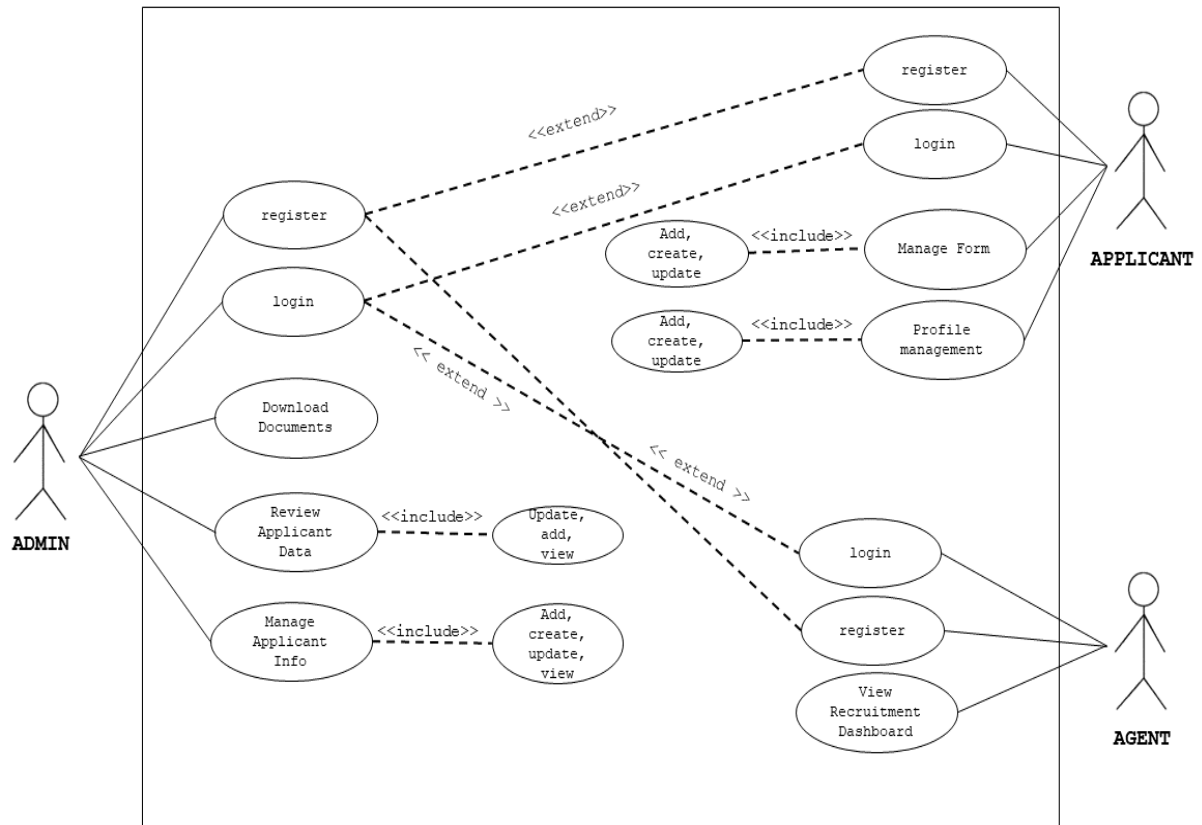 register
<<extend>>
login
<<extend>>
register
Add,
create,
update
<<include>>
Manage Form
APPLICANT
login
Add,
create,
update
<<include>>
Profile
management
<< extend >>
Download
Documents
<< extend >>
Review
Applicant
Data
<<include>>
Update,
add,
view
ADMIN
login
Manage
Applicant
Info
<<include>>
Add,
create,
update,
view
register
View
Recruitment
Dashboard
AGENT